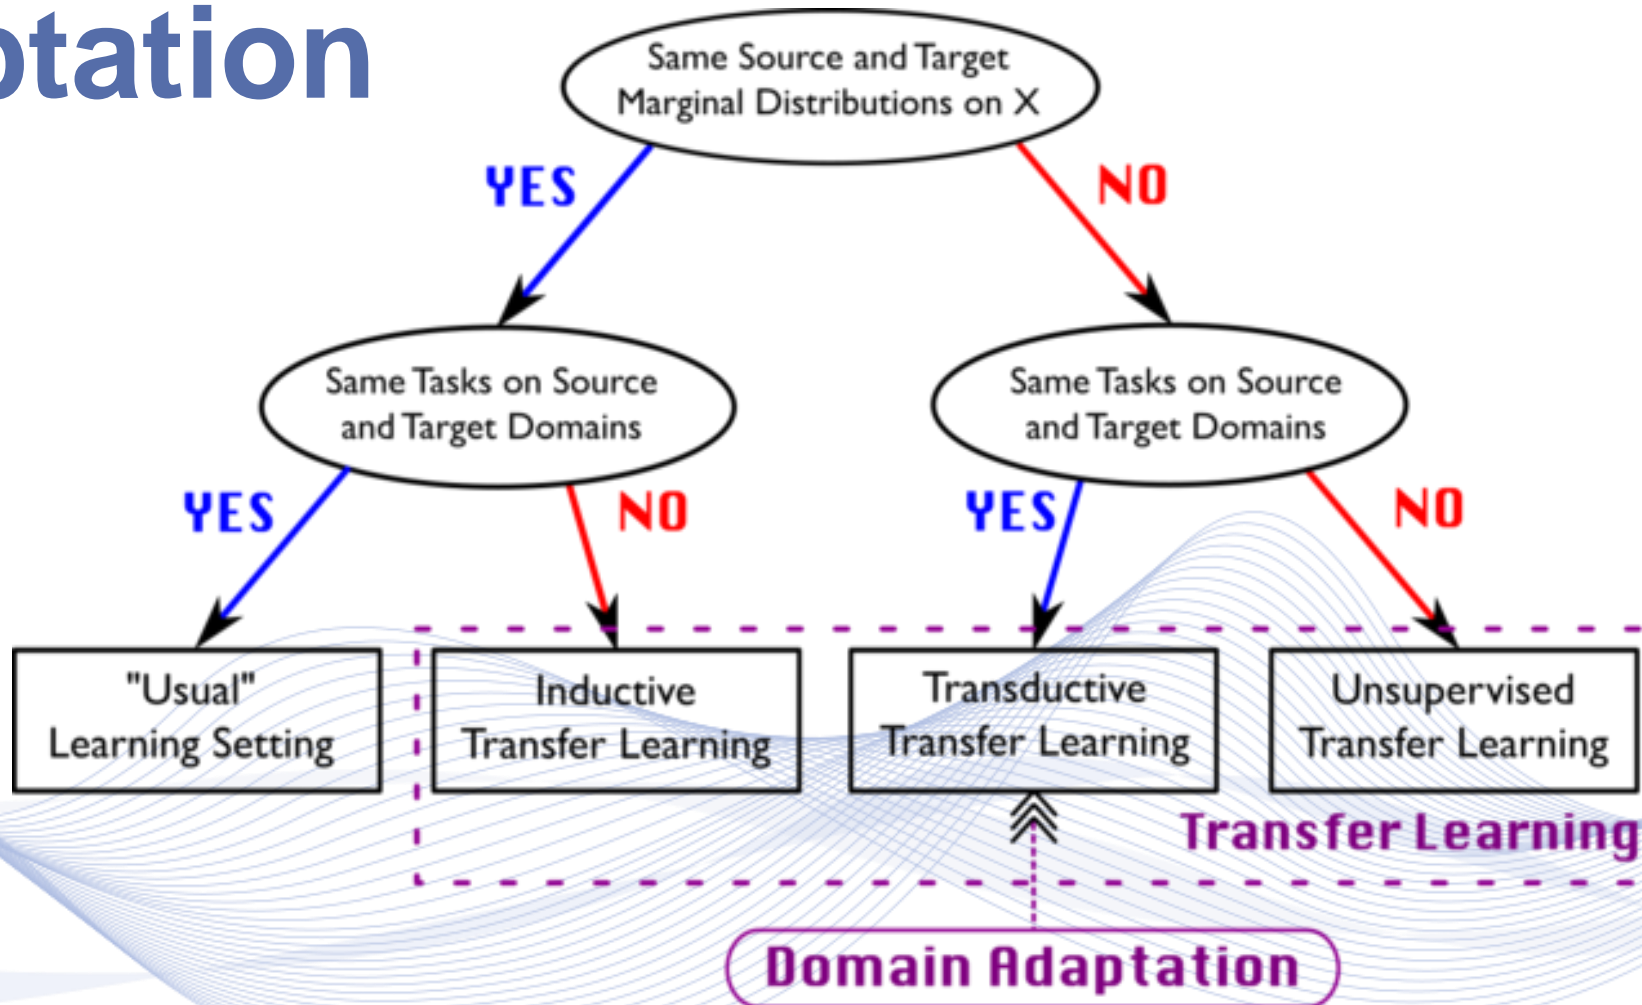 ptation
Same Source and Target
Marginal Distributions on X
YES
NO
Same Tasks on Source
and Target Domains
Same Tasks on Source
and Target Domains
YES
NO
YES
NO
"Usual"
Learning Setting
Inductive
Transfer Learning
Transductive
Transfer Learning
Unsupervised
Transfer Learning
Transfer Learning
Domain Adaptation